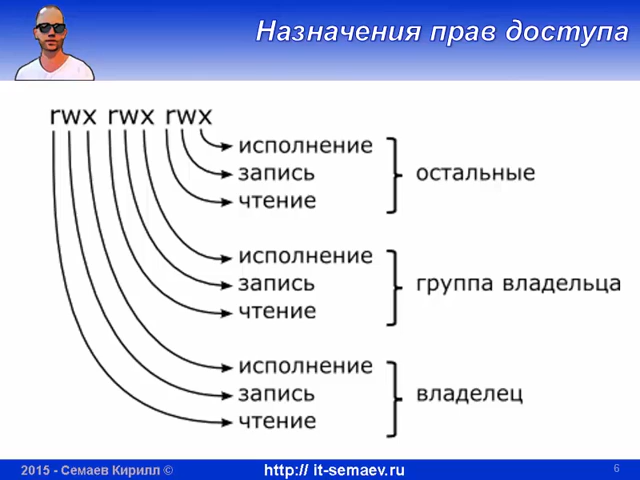 Назначения прав доступа
rwx rwx rwx
исполнение
запись
чтение
остальные
исполнение
запись
чтение
группа владельца
исполнение
запись
чтение
владелец
2015 - Семаев Кирилл ©
http:// it-semaev.ru
6